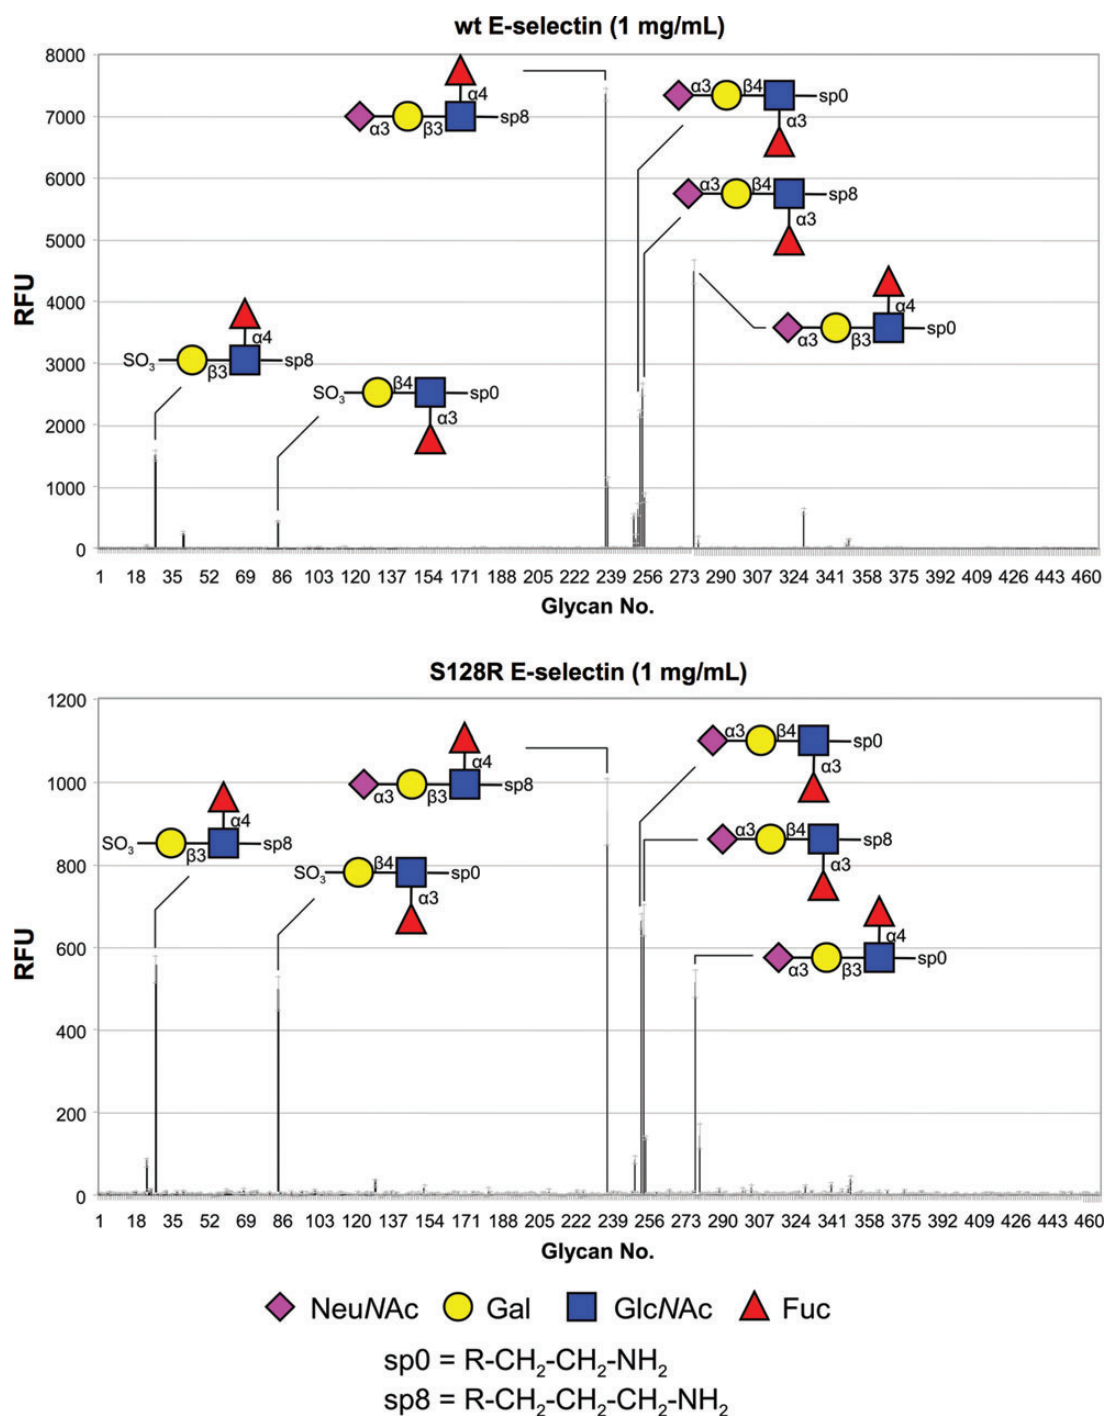 wt E-selectin (1 mg/mL)
8000
7000
6000
5000
4000
3000
2000
1000
0
RFU
α3 β3 α4 sp8
α3 β4 α3 sp0
α3 β4 α3 sp8
α3 β3 α4 sp0
SO3 β3 α4 sp8
SO3 β4 α3 sp0
1 18 35 52 69 86 103 120 137 154 171 188 205 222 239 256 273 290 307 324 341 358 375 392 409 426 443 460
Glycan No.
S128R E-selectin (1 mg/mL)
1200
1000
800
600
400
200
0
RFU
α3 β3 α4 sp8
α3 β4 α3 sp0
α3 β4 α3 sp8
α3 β3 α4 sp0
SO3 β3 α4 sp8
SO3 β4 α3 sp0
1 18 35 52 69 86 103 120 137 154 171 188 205 222 239 256 273 290 307 324 341 358 375 392 409 426 443 460
Glycan No.
NeuNAc Gal GlcNAc Fuc
sp0 = R-CH2-CH2-NH2
sp8 = R-CH2-CH2-CH2-NH2